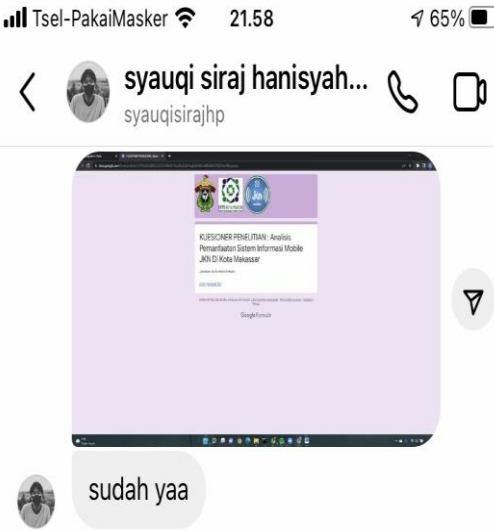 Tsel-PakaiMasker 21.58 65%
syauqi siraj hanisyah...
syauqisirajhp
Jkn
KUESIONER PENELITIAN : Analisis
Pemanfaatan Sistem Informasi Mobile
JKN Di Kota Makassar
Google Formulir
sudah yaa